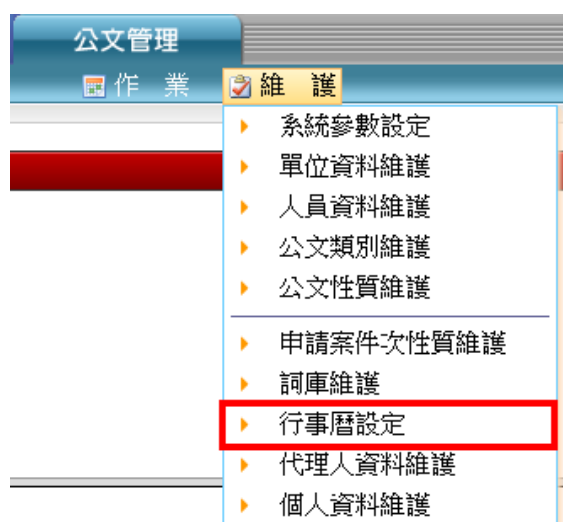 公文管理
作 業 維 護
系統參數設定
單位資料維護
人員資料維護
公文類別維護
公文性質維護
申請案件次性質維護
詞庫維護
行事曆設定
代理人資料維護
個人資料維護